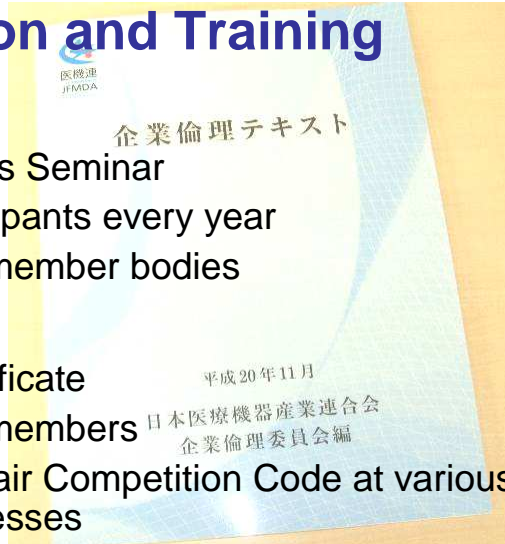 on and Training
医機連
JFMDA
企業倫理テキスト
s Seminar
pants every year
member bodies
ficate
平成20年11月
members
日本医療機器産業連合会
企業倫理委員会編
air Competition Code at various
esses